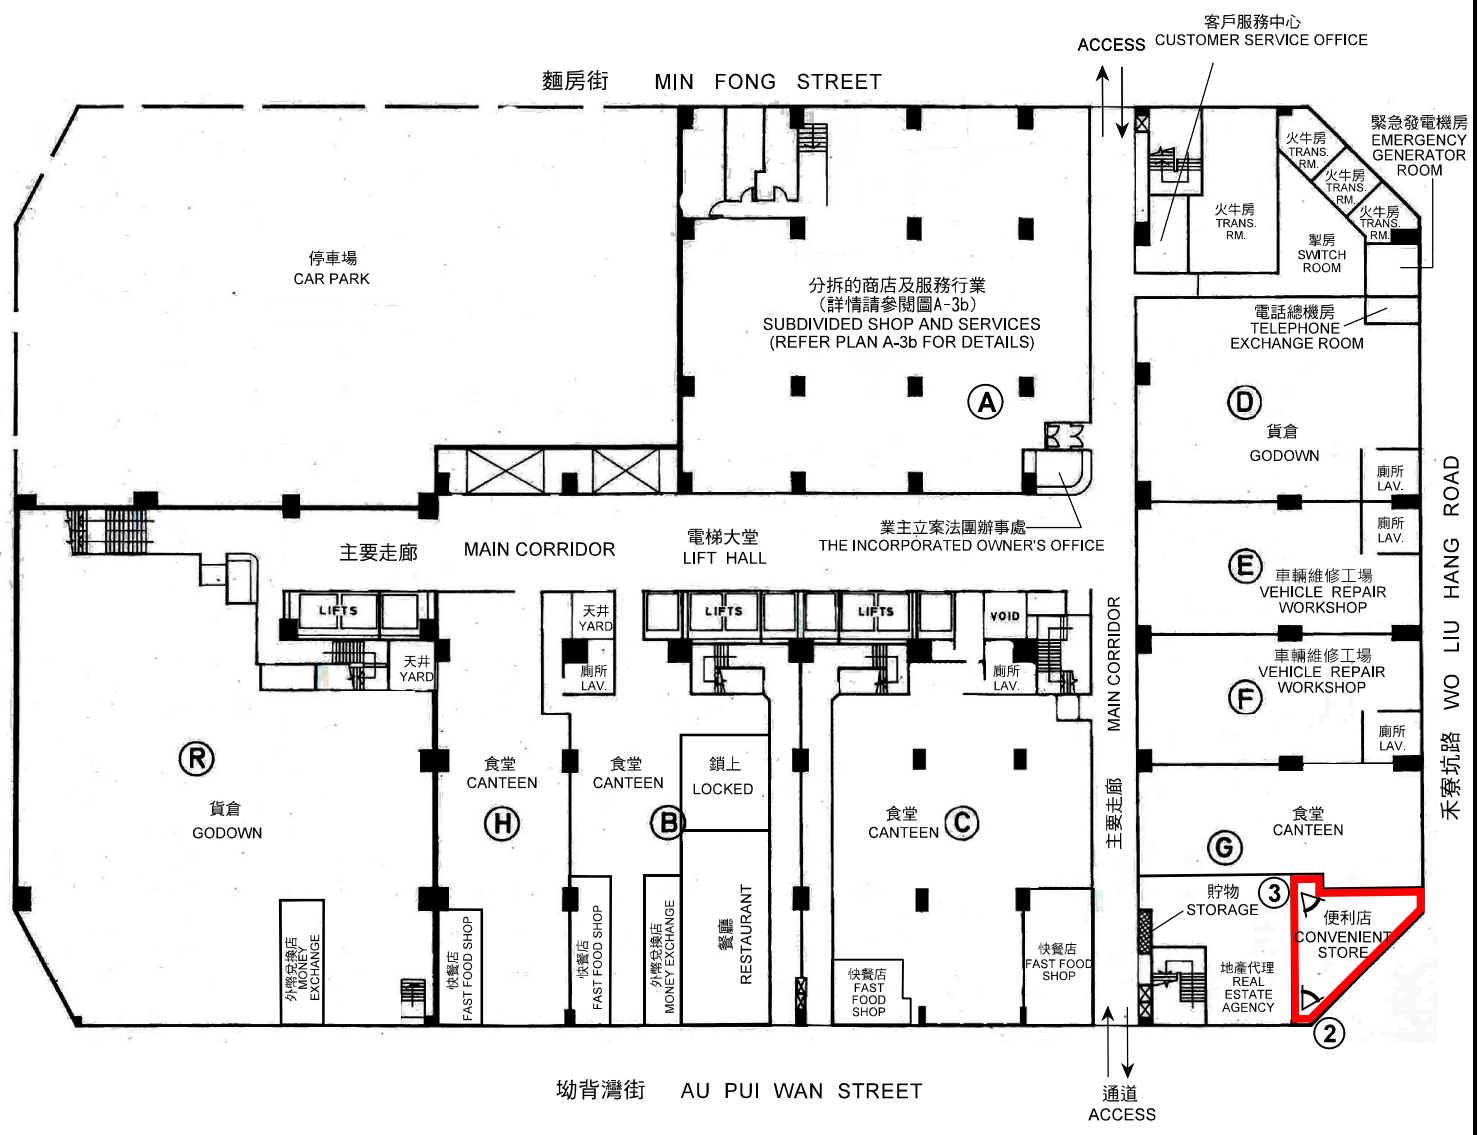 客戶服務中心
CUSTOMER SERVICE OFFICE
ACCESS
麵房街 MIN FONG STREET
緊急發電機房
EMERGENCY
GENERATOR
ROOM
火牛房
TRANS.
RM.
火牛房
TRANS.
RM.
火牛房
TRANS.
RM.
火牛房
TRANS.
RM.
掣房
SWITCH
ROOM
停車場
CAR PARK
分拆的商店及服務行業
(詳情請參閱圖A-3b)
SUBDIVIDED SHOP AND SERVICES
(REFER PLAN A-3b FOR DETAILS)
A
電話總機房
TELEPHONE
EXCHANGE ROOM
D
貨倉
GODOWN
廁所
LAV.
廁所
LAV.
禾寮坑路 WO LIU HANG ROAD
主要走廊 MAIN CORRIDOR
電梯大堂
LIFT HALL
業主立案法團辦事處
THE INCORPORATED OWNER'S OFFICE
E
車輛維修工場
VEHICLE REPAIR
WORKSHOP
LIFTS
天井
YARD
LIFTS
LIFTS
VOID
主要走廊 MAIN CORRIDOR
天井
YARD
廁所
LAV.
廁所
LAV.
F
車輛維修工場
VEHICLE REPAIR
WORKSHOP
廁所
LAV.
R
貨倉
GODOWN
食堂
CANTEEN
H
食堂
CANTEEN
B
鎖上
LOCKED
食堂
CANTEEN
C
食堂
CANTEEN
G
3
貯物
STORAGE
便利店
CONVENIENT
STORE
外幣兌換店
MONEY
EXCHANGE
快餐店
FAST FOOD SHOP
快餐店
FAST FOOD SHOP
外幣兌換店
MONEY EXCHANGE
餐廳
RESTAURANT
快餐店
FAST
FOOD
SHOP
快餐店
FAST FOOD
SHOP
地產代理
REAL
ESTATE
AGENCY
2
坳背灣街 AU PUI WAN STREET
通道
ACCESS